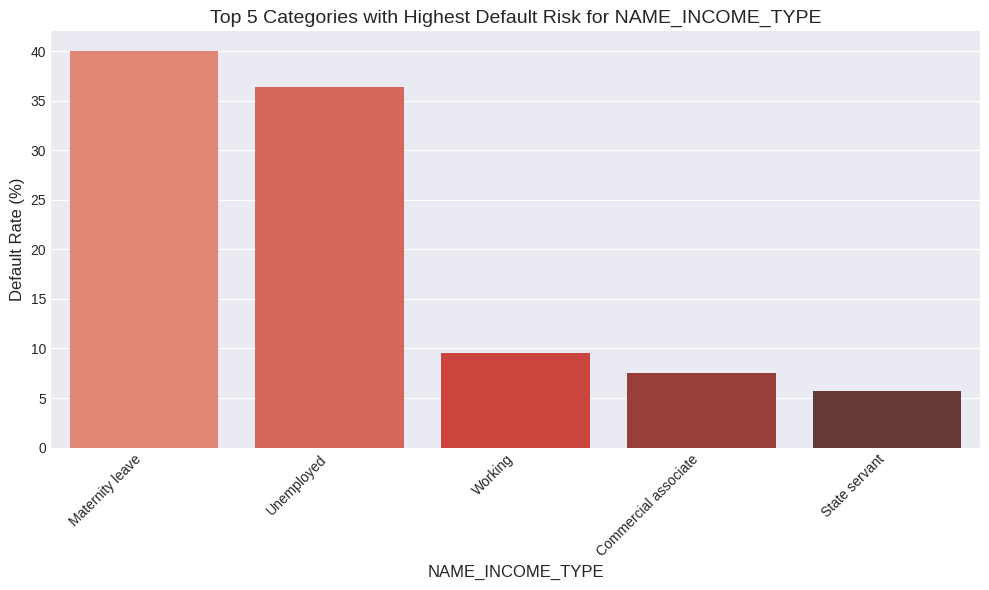 Top 5 Categories with Highest Default Risk for NAME_INCOME_TYPE
Default Rate (%)
40
35
30
25
20
15
10
5
0
Maternity leave
Unemployed
Working
Commercial associate
State servant
NAME_INCOME_TYPE